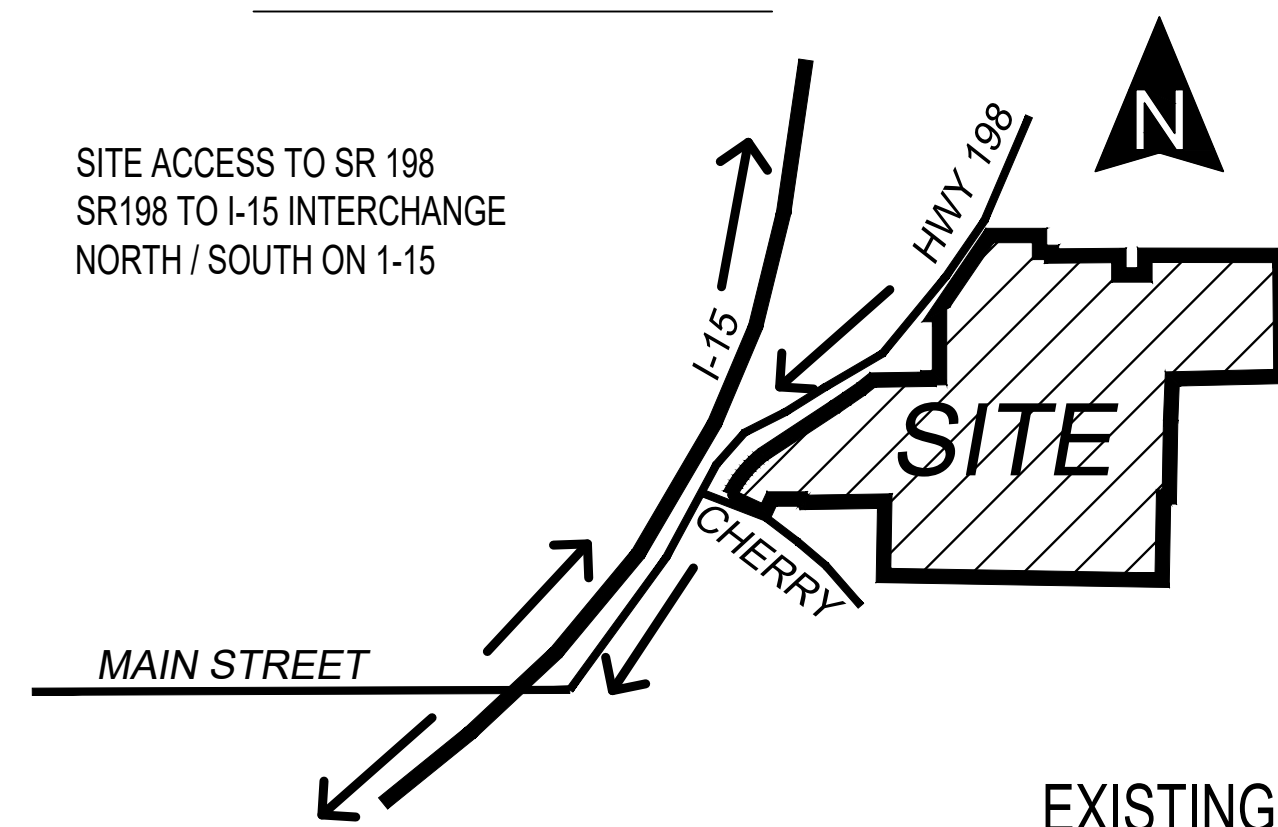 N
HWY 198
SITE ACCESS TO SR 198
SR198 TO I-15 INTERCHANGE
NORTH / SOUTH ON 1-15
I-15
SITE
CHERRY
MAIN STREET
EXISTING